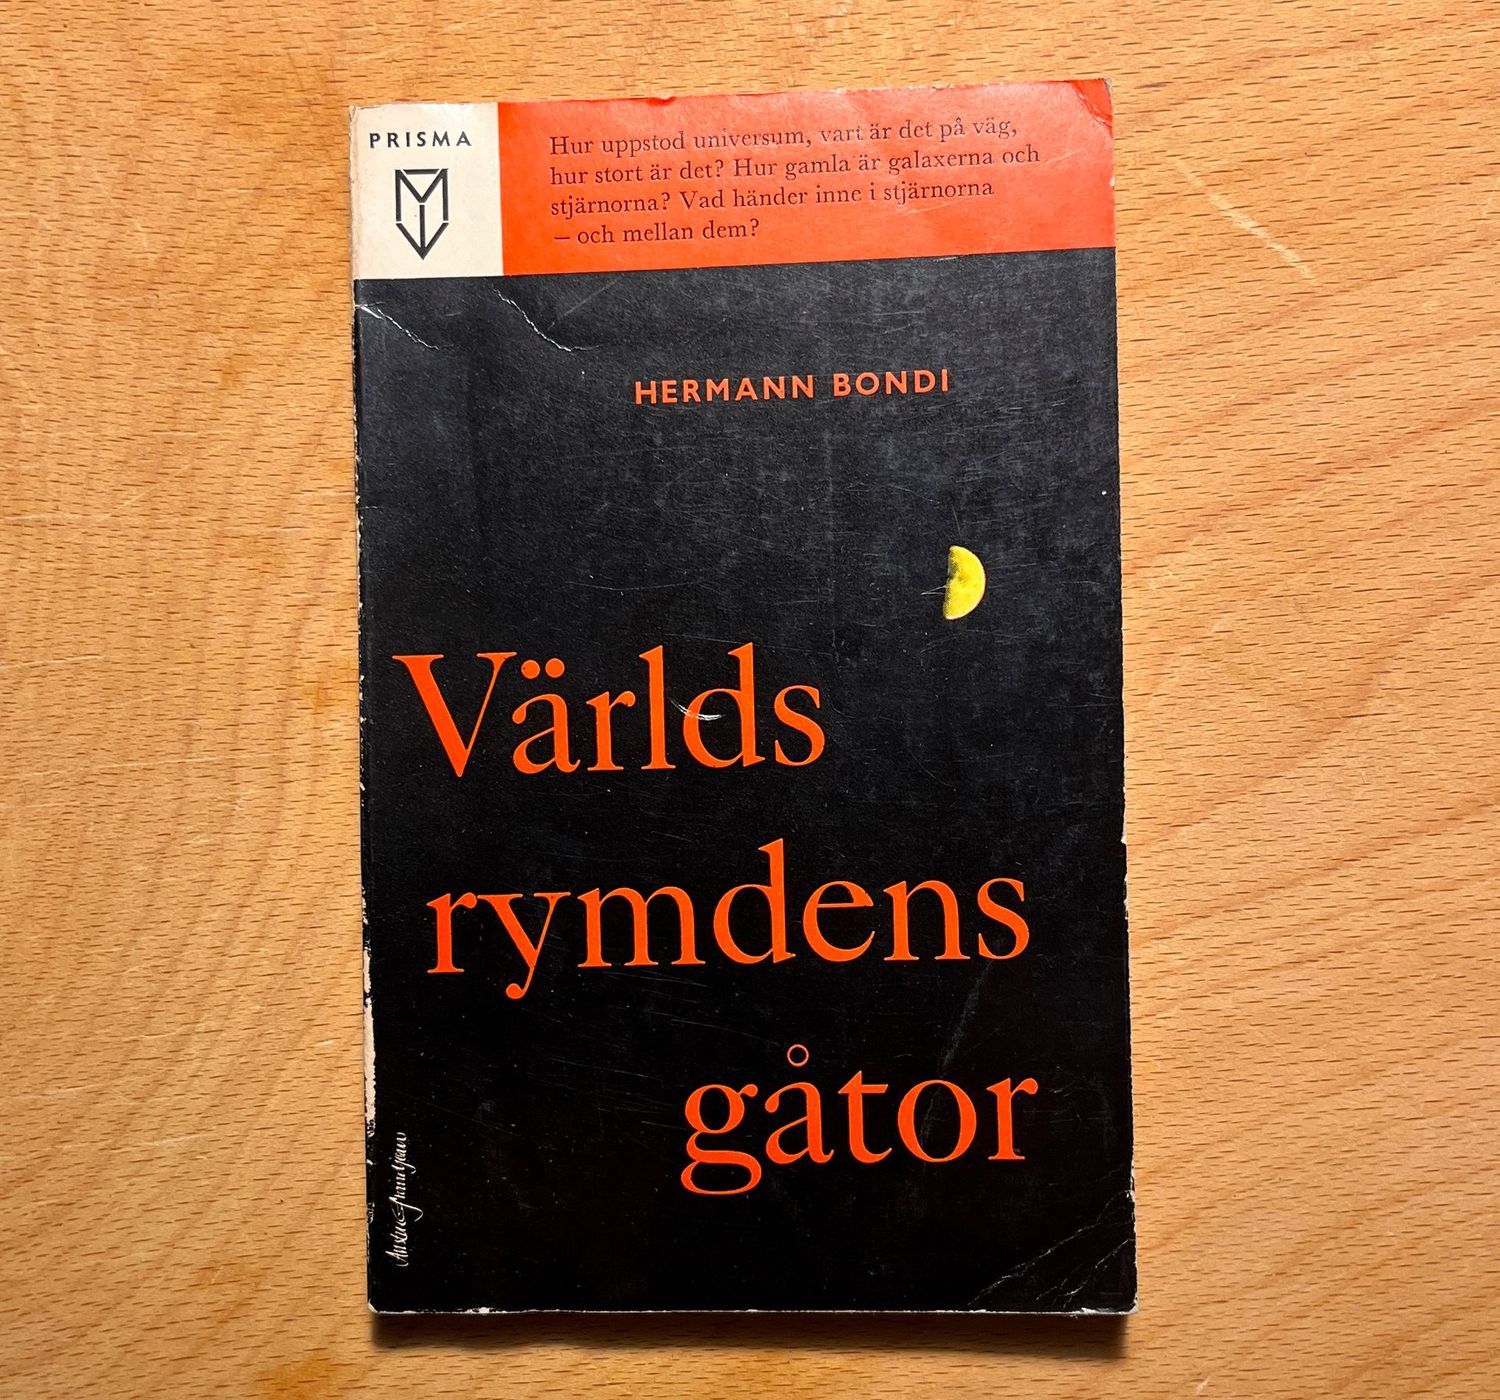 PRISMA
Hur uppstod universum, vart är det på väg,
hur stort är det? Hur gamla är galaxerna och
stjärnorna? Vad händer inne i stjärnorna
– och mellan dem?
HERMANN BONDI
Världs
rymdens
gåtor